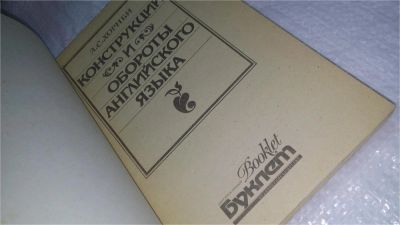 А.С.ХОРНБИ
КОНСТРУКЦИИ
И
ОБОРОТЫ
АНГЛИЙСКОГО
ЯЗЫКА
Booklet
Буклет